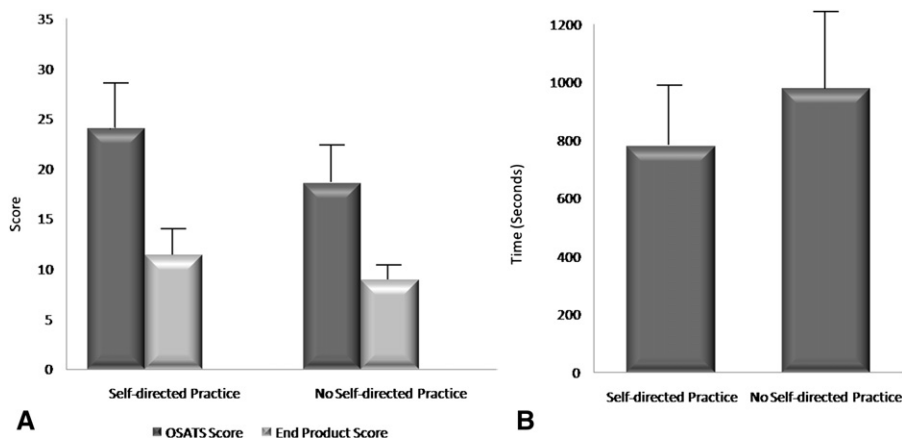 35
30
25
20
15
10
5
0
Score
Self-directed Practice
No Self-directed Practice
A
OSATS Score
End Product Score
1200
1000
800
600
400
200
0
Time (Seconds)
Self-directed Practice
No Self-directed Practice
B